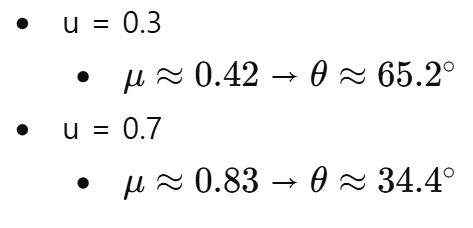 • u = 0.3
• μ ≈ 0.42 → θ ≈ 65.2°
• u = 0.7
• μ ≈ 0.83 → θ ≈ 34.4°